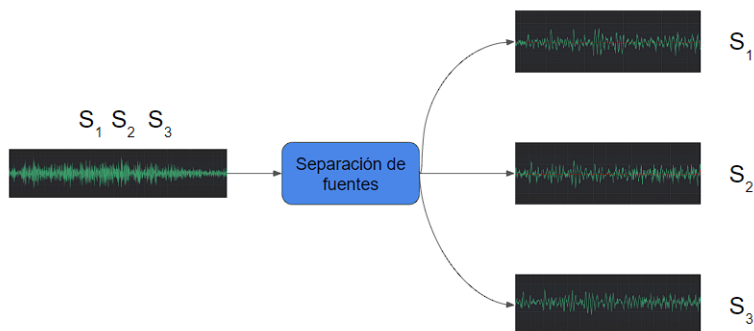 S1
S1 S2 S3
Separación de
fuentes
S2
S3